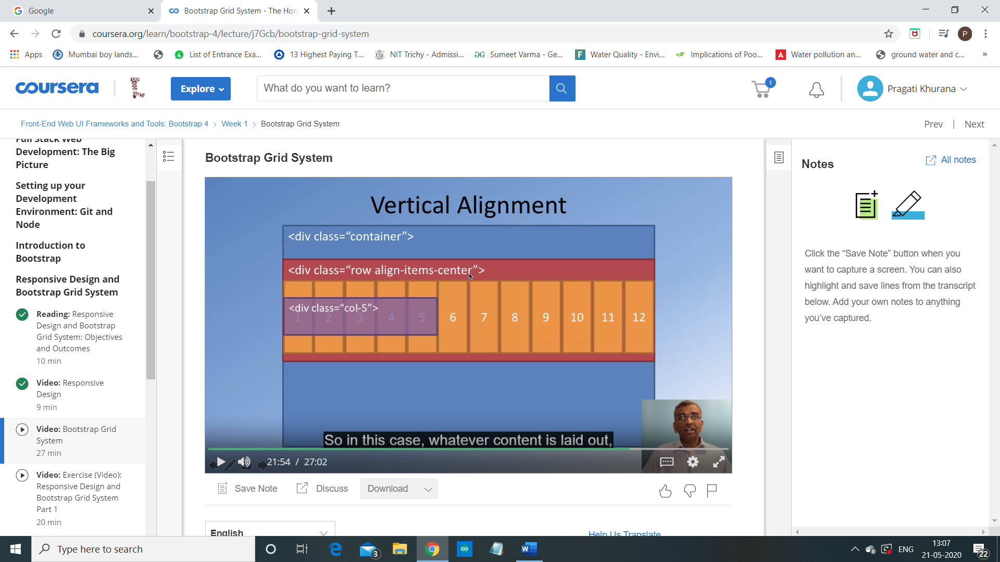 Google
Bootstrap Grid System - The Hon
coursera.org/learn/bootstrap-4/lecture/j7Gcb/bootstrap-grid-system
P
Apps
Mumbai boy lands...
4
List of Entrance Exa...
13 Highest Paying T...
NIT Trichy - Admissi...
Sumeet Varma - Ge...
F
Water Quality - Envi...
Implications of Poo...
A
Water pollution an...
ground water and c...
»
coursera
Boot
strap
Explore
What do you want to learn?
1
Pragati Khurana
Front-End Web UI Frameworks and Tools: Bootstrap 4 > Week 1 > Bootstrap Grid System
Prev | Next
Full Stack Web
Development: The Big
Picture
Setting up your
Development
Environment: Git and
Node
Introduction to
Bootstrap
Responsive Design and
Bootstrap Grid System
Reading: Responsive
Design and Bootstrap
Grid System: Objectives
and Outcomes
10 min
Video: Responsive
Design
9 min
Video: Bootstrap Grid
System
27 min
Video: Exercise (Video):
Responsive Design and
Bootstrap Grid System
Part 1
20 min
Bootstrap Grid System
Vertical Alignment
<div class=“container”>
<div class=“row align-items-center”>
<div class=“col-5”>
1 2 3 4 5 6 7 8 9 10 11 12
So in this case, whatever content is laid out,
21:54 / 27:02
Save Note
Discuss
Download
English
Help Us Translate
Notes
All notes
Click the “Save Note” button when you
want to capture a screen. You can also
highlight and save lines from the transcript
below. Add your own notes to anything
you’ve captured.
Type here to search
3
W
ENG
13:07
21-05-2020
22